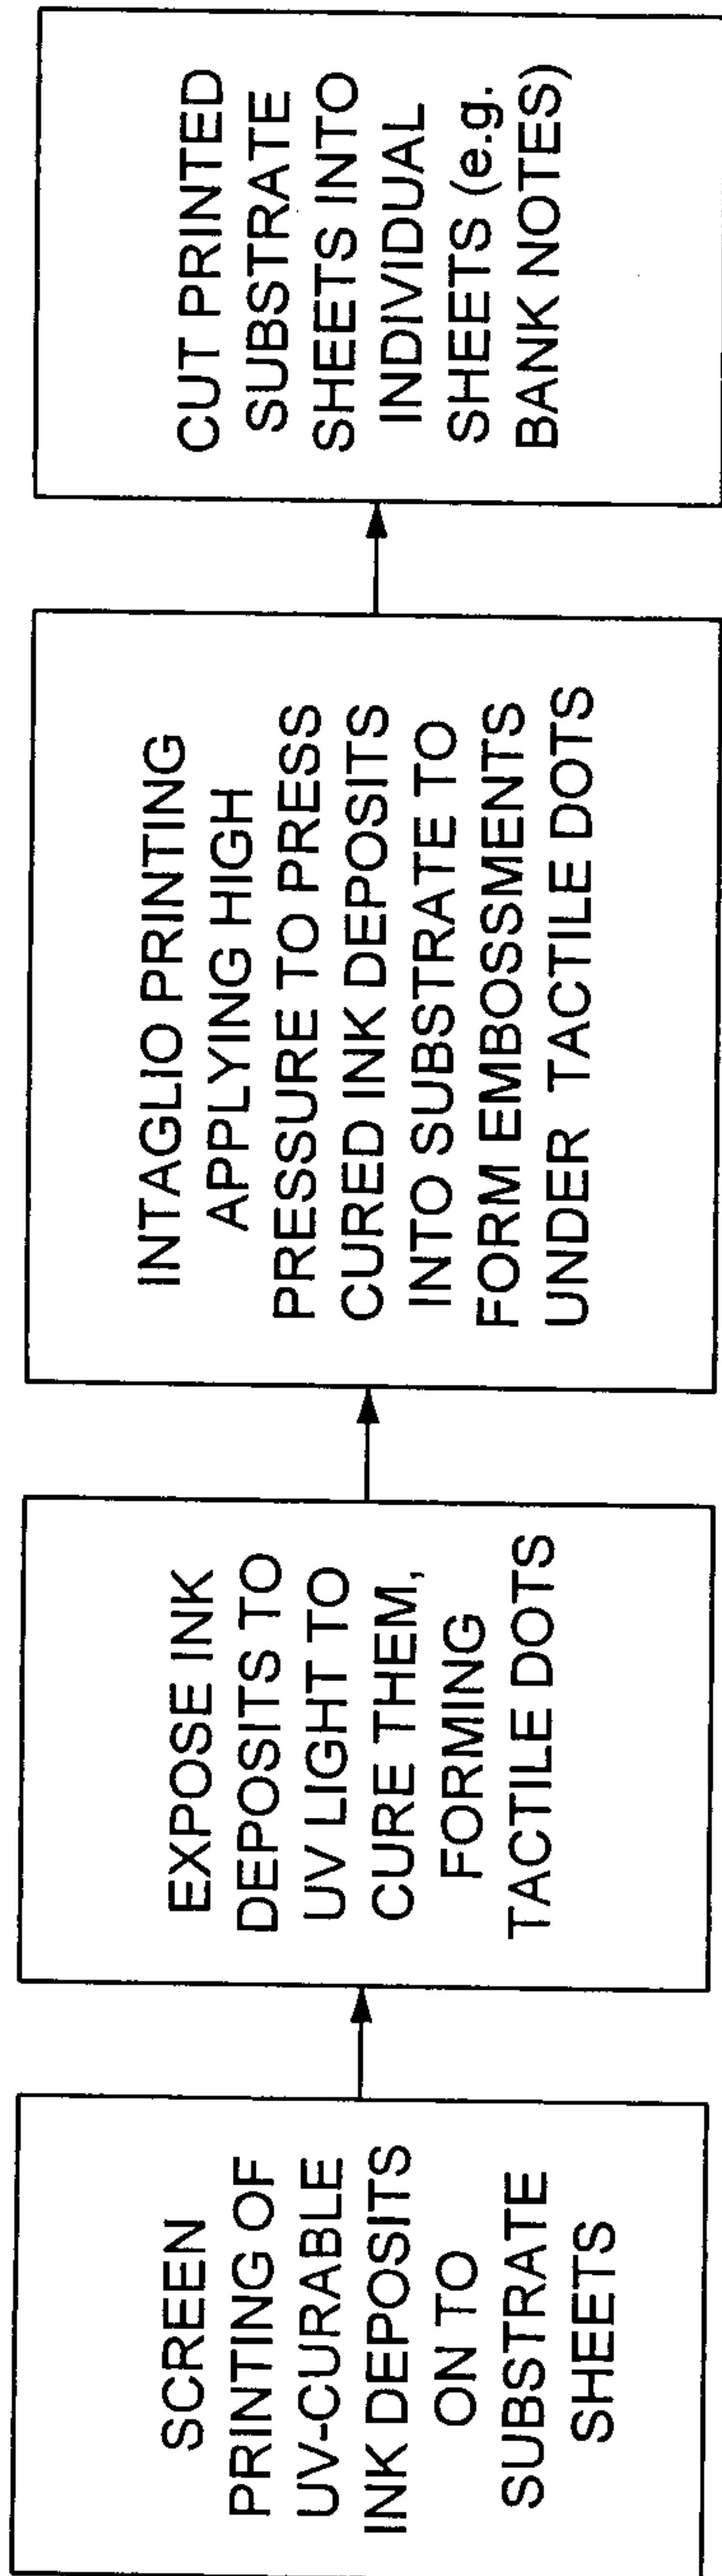 SCREEN
PRINTING OF
UV-CURABLE
INK DEPOSITS
ON TO
SUBSTRATE
SHEETS
EXPOSE INK
DEPOSITS TO
UV LIGHT TO
CURE THEM,
FORMING
TACTILE DOTS
INTAGLIO PRINTING
APPLYING HIGH
PRESSURE TO PRESS
CURED INK DEPOSITS
INTO SUBSTRATE TO
FORM EMBOSSMENTS
UNDER TACTILE DOTS
CUT PRINTED
SUBSTRATE
SHEETS INTO
INDIVIDUAL
SHEETS (e.g.
BANK NOTES)